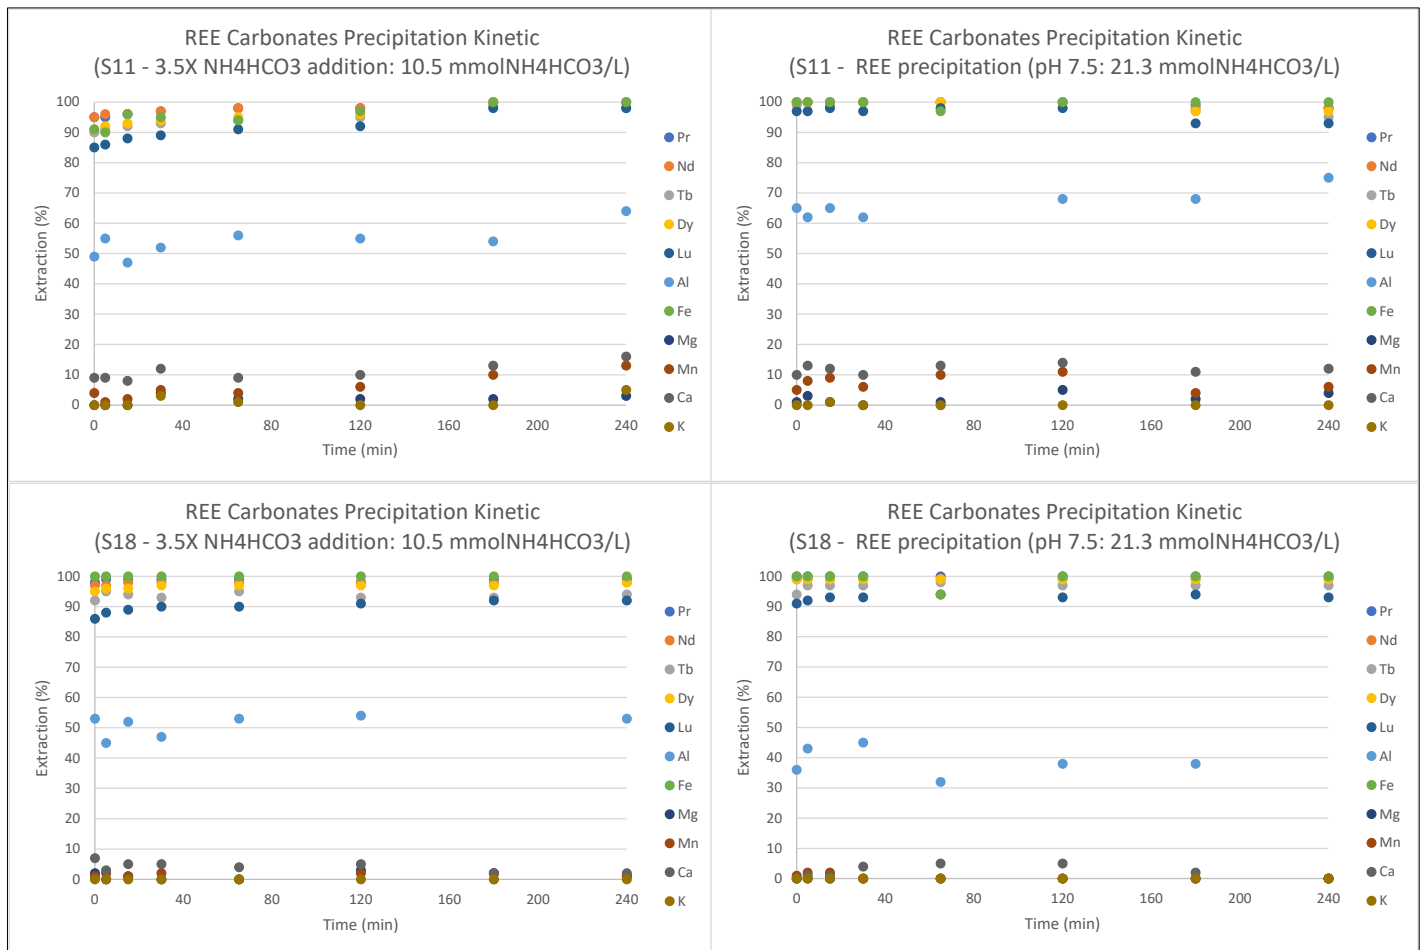 REE Carbonates Precipitation Kinetic
(S11 - 3.5X NH4HCO3 addition: 10.5 mmolNH4HCO3/L)
100
90
80
70
60
50
40
30
20
10
0
Extraction (%)
0 40 80 120 160 200 240
Time (min)
Pr
Nd
Tb
Dy
Lu
Al
Fe
Mg
Mn
Ca
K
REE Carbonates Precipitation Kinetic
(S11 - REE precipitation (pH 7.5: 21.3 mmolNH4HCO3/L)
100
90
80
70
60
50
40
30
20
10
0
Extraction (%)
0 40 80 120 160 200 240
Time (min)
Pr
Nd
Tb
Dy
Lu
Al
Fe
Mg
Mn
Ca
K
REE Carbonates Precipitation Kinetic
(S18 - 3.5X NH4HCO3 addition: 10.5 mmolNH4HCO3/L)
100
90
80
70
60
50
40
30
20
10
0
Extraction (%)
0 40 80 120 160 200 240
Time (min)
Pr
Nd
Tb
Dy
Lu
Al
Fe
Mg
Mn
Ca
K
REE Carbonates Precipitation Kinetic
(S18 - REE precipitation (pH 7.5: 21.3 mmolNH4HCO3/L)
100
90
80
70
60
50
40
30
20
10
0
Extraction (%)
0 40 80 120 160 200 240
Time (min)
Pr
Nd
Tb
Dy
Lu
Al
Fe
Mg
Mn
Ca
K